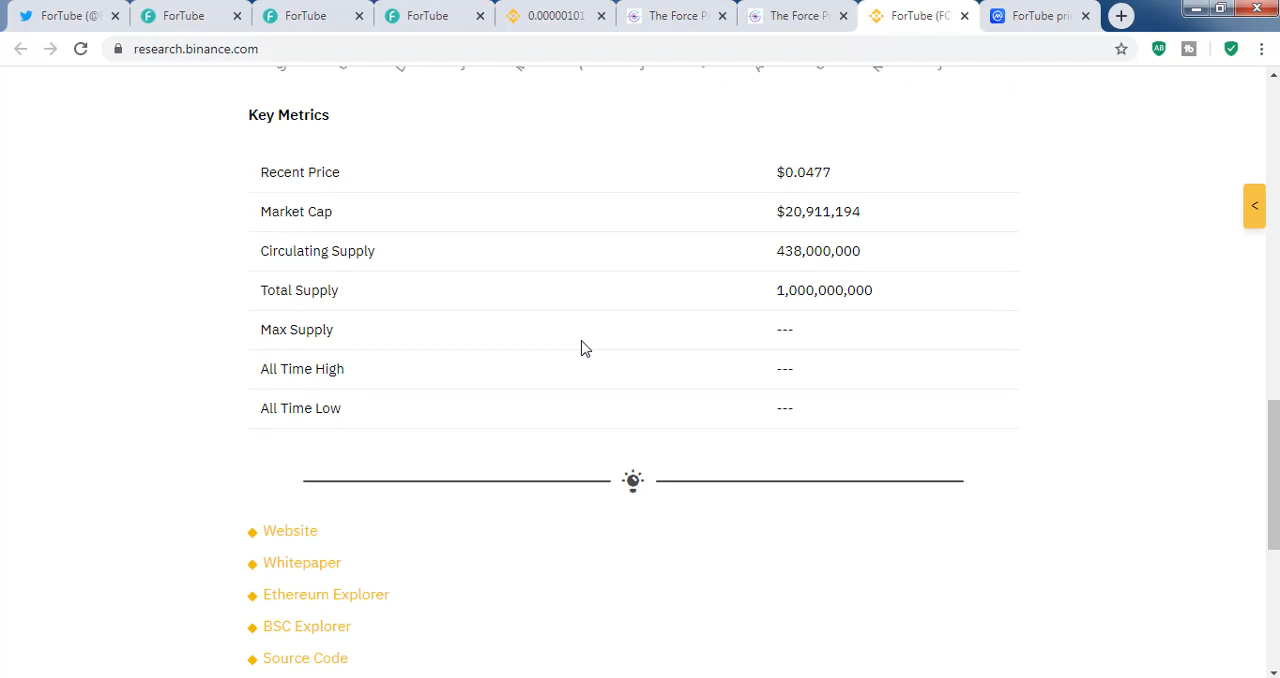 ForTube (@F
ForTube
ForTube
ForTube
0.00000101
The Force P
The Force P
ForTube (FC
ForTube pri
research.binance.com
Key Metrics
Recent Price $0.0477
Market Cap $20,911,194
Circulating Supply 438,000,000
Total Supply 1,000,000,000
Max Supply ---
All Time High ---
All Time Low ---
Website
Whitepaper
Ethereum Explorer
BSC Explorer
Source Code